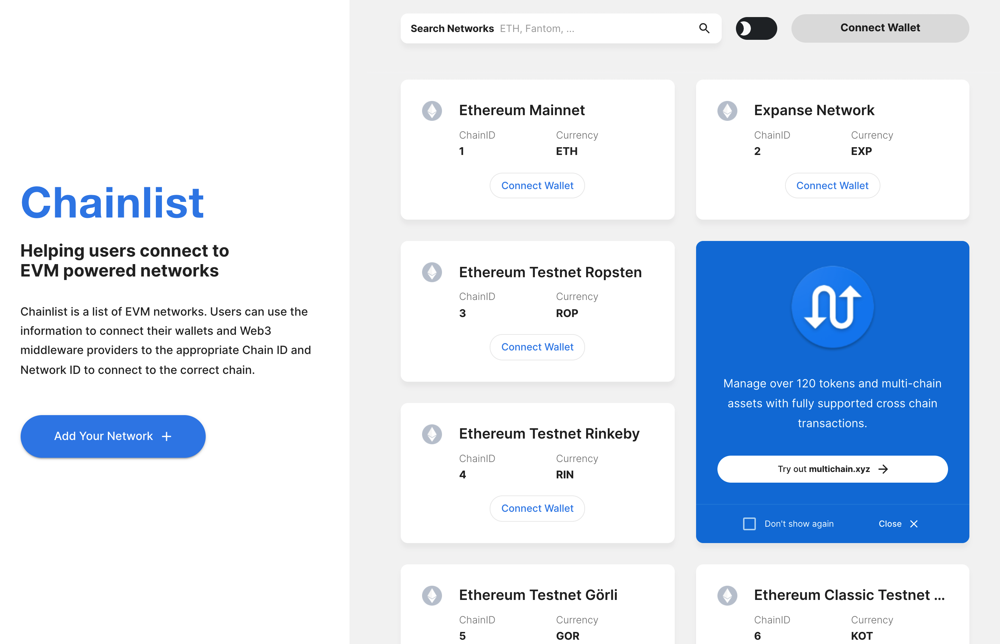 Chainlist
Helping users connect to
EVM powered networks
Chainlist is a list of EVM networks. Users can use the
information to connect their wallets and Web3
middleware providers to the appropriate Chain ID and
Network ID to connect to the correct chain.
Add Your Network +
Search Networks ETH, Fantom, ...
Connect Wallet
Ethereum Mainnet
ChainID Currency
1 ETH
Connect Wallet
Expanse Network
ChainID Currency
2 EXP
Connect Wallet
Ethereum Testnet Ropsten
ChainID Currency
3 ROP
Connect Wallet
Manage over 120 tokens and multi-chain
assets with fully supported cross chain
transactions.
Try out multichain.xyz →
Don't show again Close ×
Ethereum Testnet Rinkeby
ChainID Currency
4 RIN
Connect Wallet
Ethereum Testnet Görli
ChainID Currency
5 GOR
Ethereum Classic Testnet ...
ChainID Currency
6 KOT